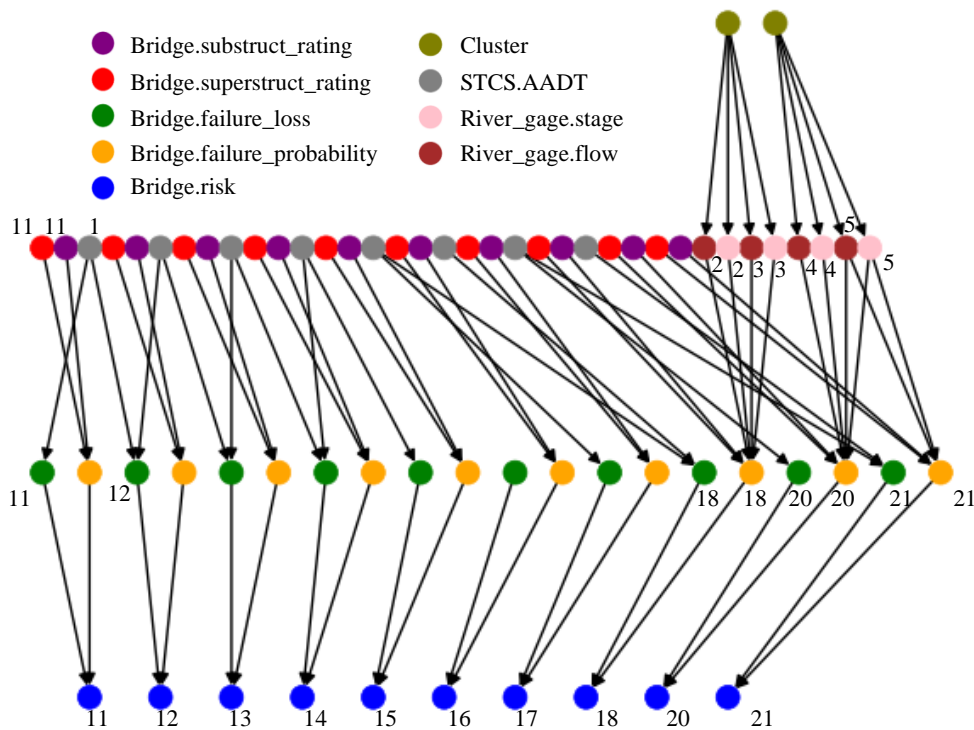 Bridge.substruct_rating
Bridge.superstruct_rating
Bridge.failure_loss
Bridge.failure_probability
Bridge.risk
Cluster
STCS.AADT
River_gage.stage
River_gage.flow
11 11 1 5
2 2 3 3 4 4 5
11 12 18 18 20 20 21 21
11 12 13 14 15 16 17 18 20 21